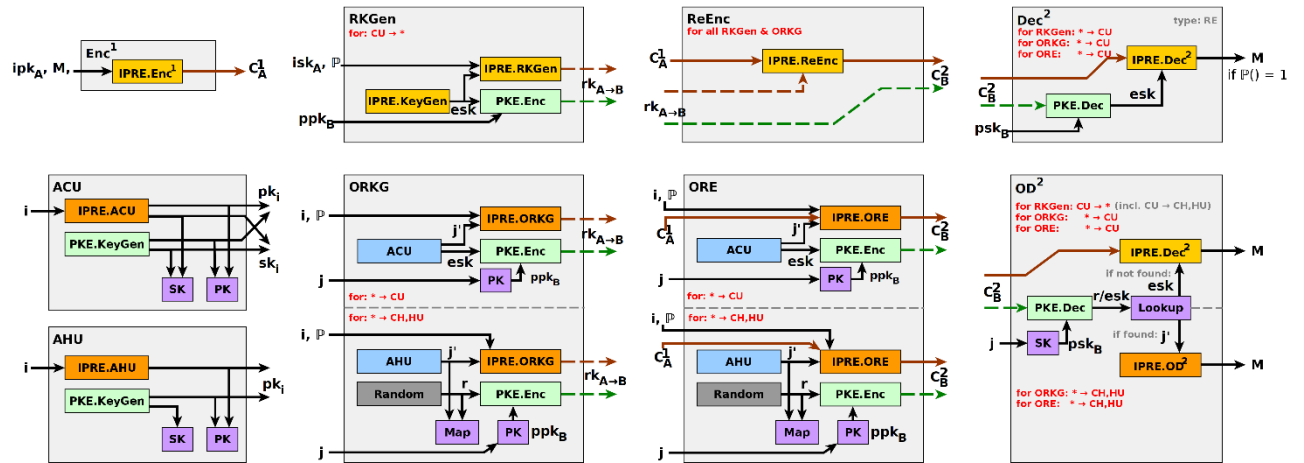 Enc¹
ipk_A, M,
IPRE.Enc¹
C¹_A
RKGen
for: CU → *
isk_A, ℙ
IPRE.RKGen
IPRE.KeyGen
esk
PKE.Enc
rk_A→B
ppk_B
ReEnc
for all RKGen & ORKG
C¹_A
IPRE.ReEnc
C²_B
rk_A→B
Dec²
type: RE
for RKGen: * → CU
for ORKG: * → CU
for ORE: * → CU
IPRE.Dec²
M
if ℙ() = 1
esk
C²_B
PKE.Dec
psk_B
ACU
i
IPRE.ACU
pk_i
PKE.KeyGen
sk_i
SK
PK
AHU
i
IPRE.AHU
pk_i
PKE.KeyGen
SK
PK
ORKG
i, ℙ
IPRE.ORKG
j'
ACU
PKE.Enc
rk_A→B
esk
j
PK
ppk_B
for: * → CU
for: * → CH,HU
i, ℙ
AHU
j'
IPRE.ORKG
rk_A→B
Random
r
PKE.Enc
Map
PK
ppk_B
j
ORE
i, ℙ
C¹_A
IPRE.ORE
j'
C²_B
ACU
PKE.Enc
esk
j
PK
ppk_B
for: * → CU
for: * → CH,HU
i, ℙ
C¹_A
AHU
j'
IPRE.ORE
C²_B
Random
r
PKE.Enc
Map
PK
ppk_B
j
OD²
for RKGen: CU → * (incl. CU → CH,HU)
for ORKG: * → CU
for ORE: * → CU
IPRE.Dec²
M
if not found:
esk
C²_B
PKE.Dec
r/esk
Lookup
j
SK
psk_B
if found:
j'
IPRE.OD²
M
for ORKG: * → CH,HU
for ORE: * → CH,HU